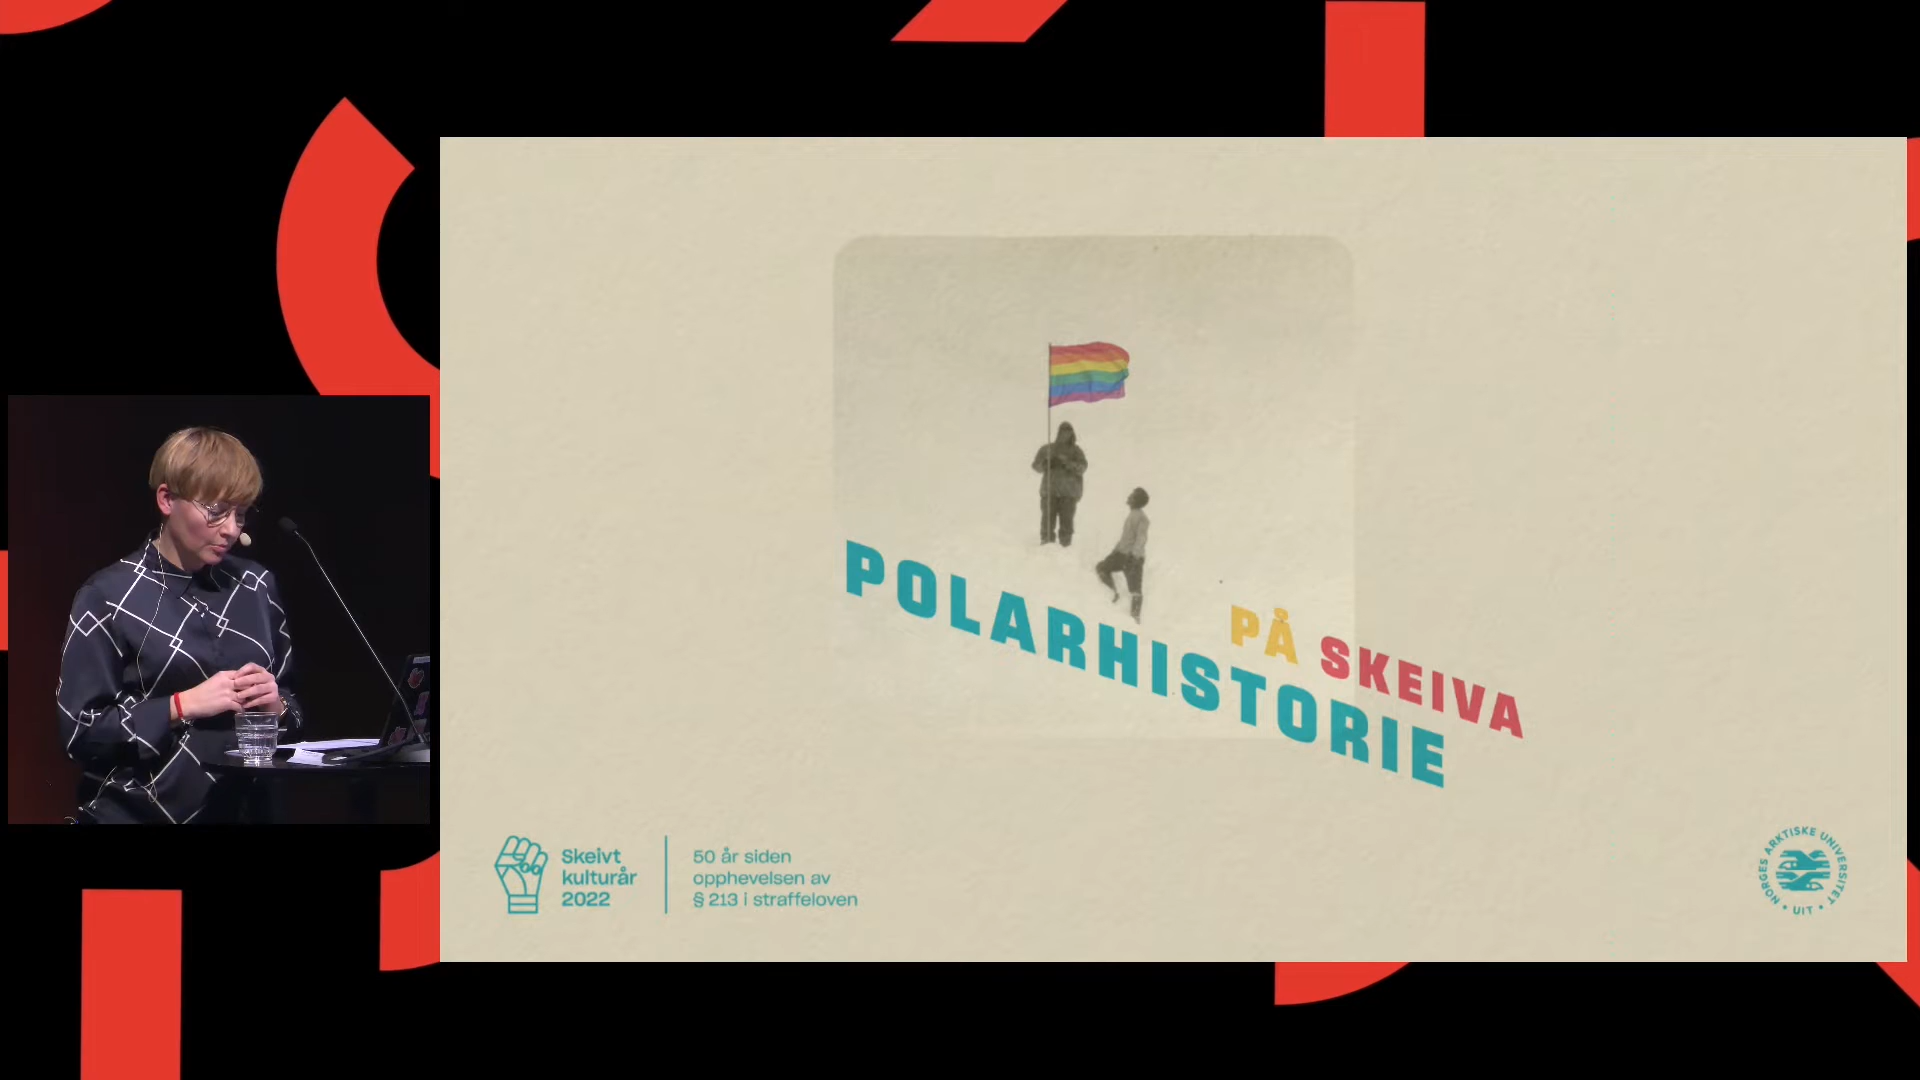 POLARHISTORIE
PÅ SKEIVA
Skeivt
kulturår
2022
50 år siden
opphevelsen av
§ 213 i straffeloven
NORGES ARKTISKE UNIVERSITET
• UIT •